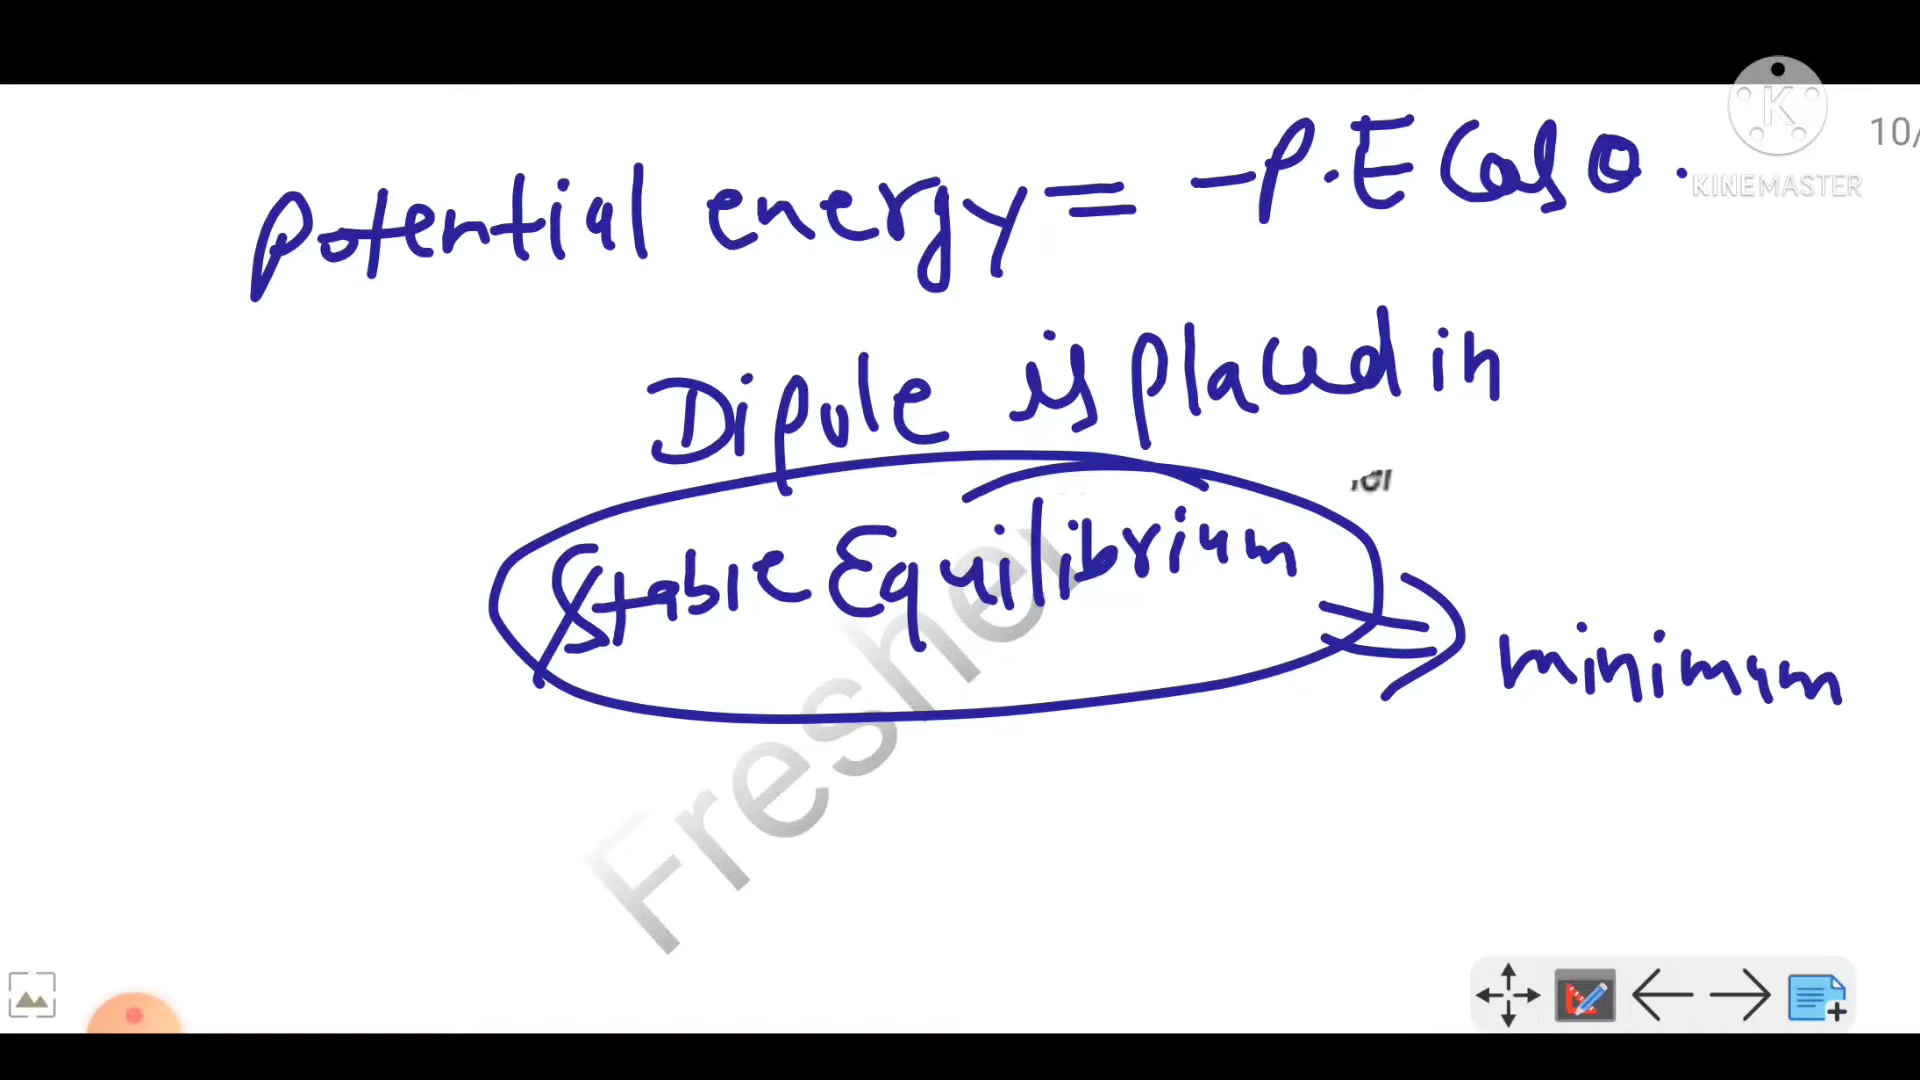 Potential energy = -P.E Cos θ.
KINEMASTER
10/
Dipole is placed in
Stable Equilibrium
minimum
Fresher